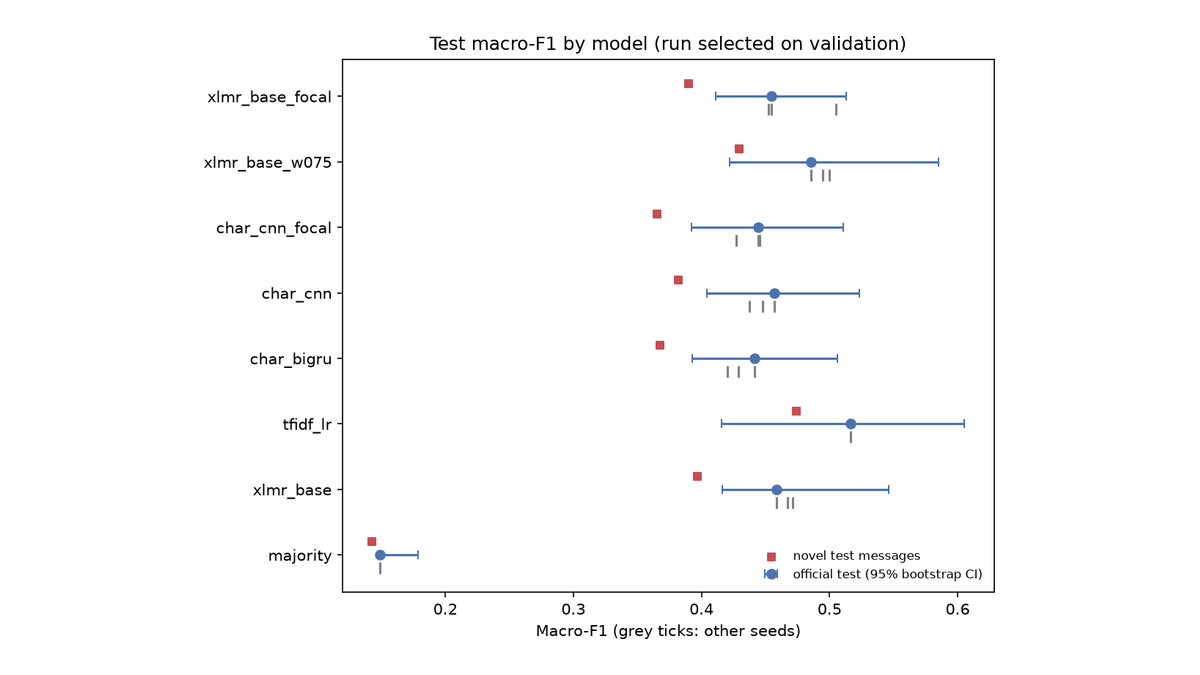 Test macro-F1 by model (run selected on validation)
xlmr_base_focal
xlmr_base_w075
char_cnn_focal
char_cnn
char_bigru
tfidf_lr
xlmr_base
majority
novel test messages
official test (95% bootstrap CI)
0.2 0.3 0.4 0.5 0.6
Macro-F1 (grey ticks: other seeds)